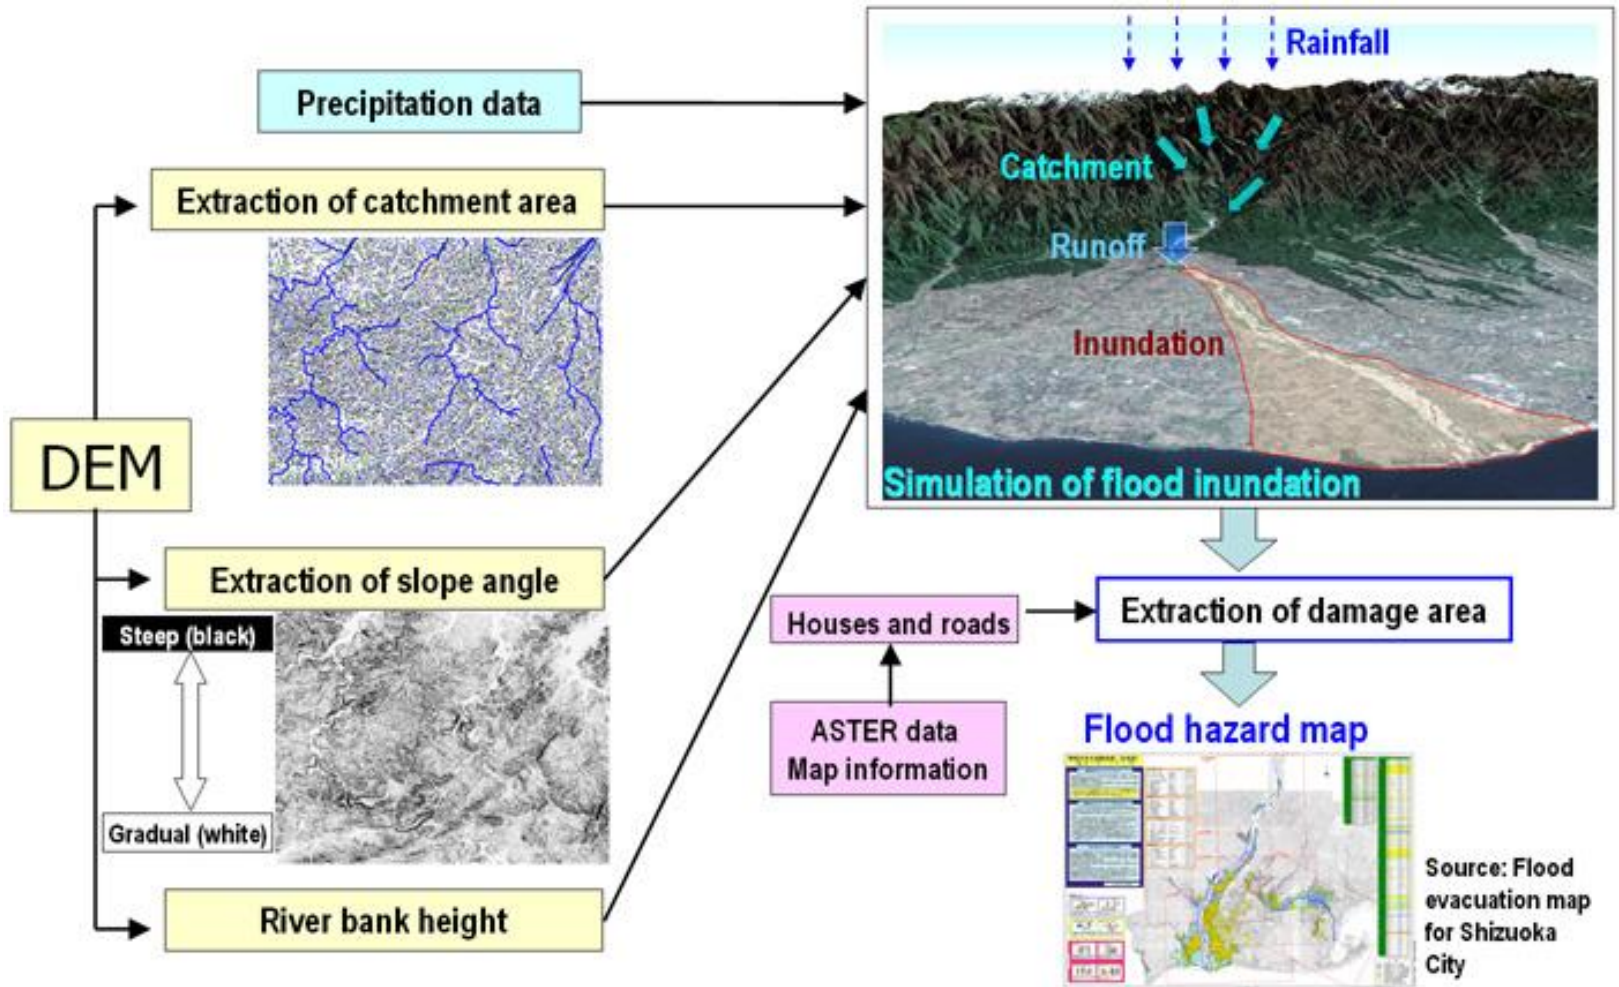 Rainfall
Precipitation data
Catchment
Extraction of catchment area
Runoff
Inundation
DEM
Simulation of flood inundation
Extraction of slope angle
Steep (black)
Houses and roads
Extraction of damage area
ASTER data
Map information
Flood hazard map
Gradual (white)
River bank height
Source: Flood
evacuation map
for Shizuoka
City